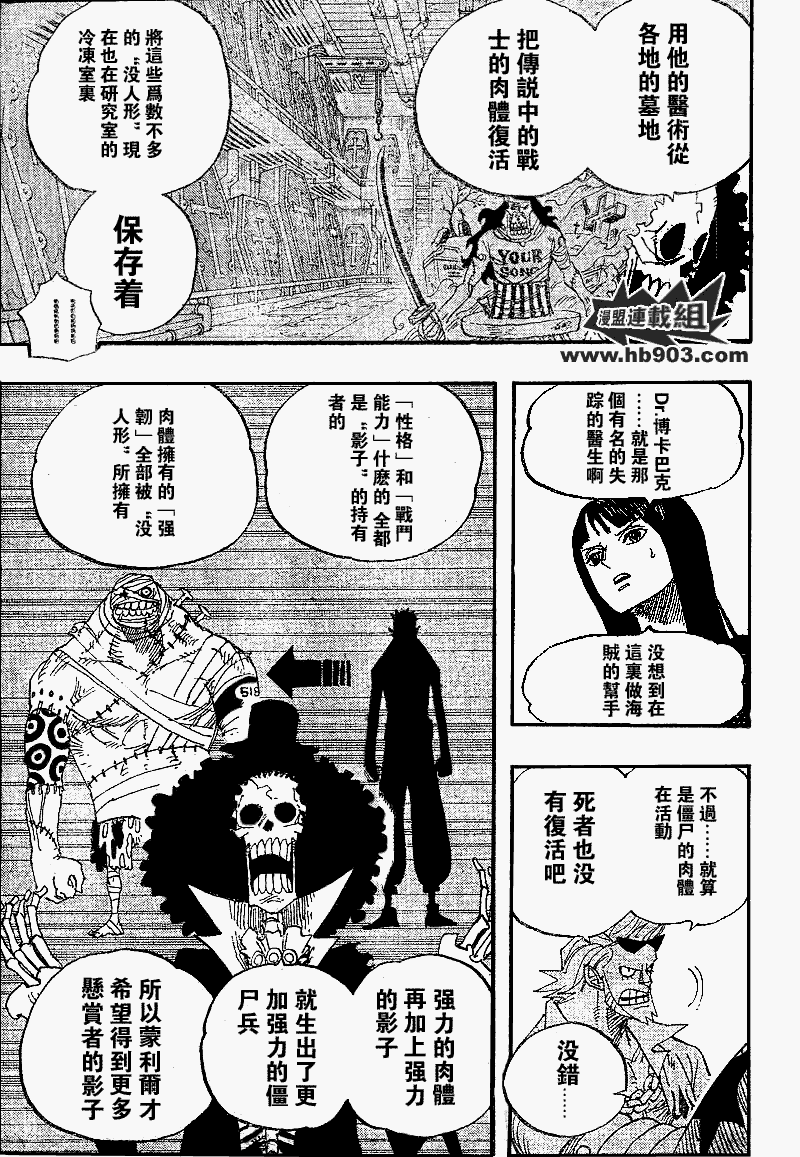 用他的醫術從
各地的墓地
把傳説中的戰
士的肉體復活
將這些爲數不多
的“没人形”現
在也在研究室的
冷凍室裏
保存着
YOUR
SONG
漫盟連載組
www.hb903.com
Dr.博卡巴克
……就是那
個有名的失
踪的醫生啊
没想到在
這裏做海
賊的幫手
「性格」和「戰鬥
能力」什麽的全都
是“影子”的持有
者的
肉體擁有的「强
韌」全部被“没
人形”所擁有
518
强力的肉體
再加上强力
的影子
就生出了更
加强力的僵
尸兵
所以蒙利爾才
希望得到更多
懸賞者的影子
不過……就算
是僵尸的肉體
在活動
死者也没
有復活吧
没錯……